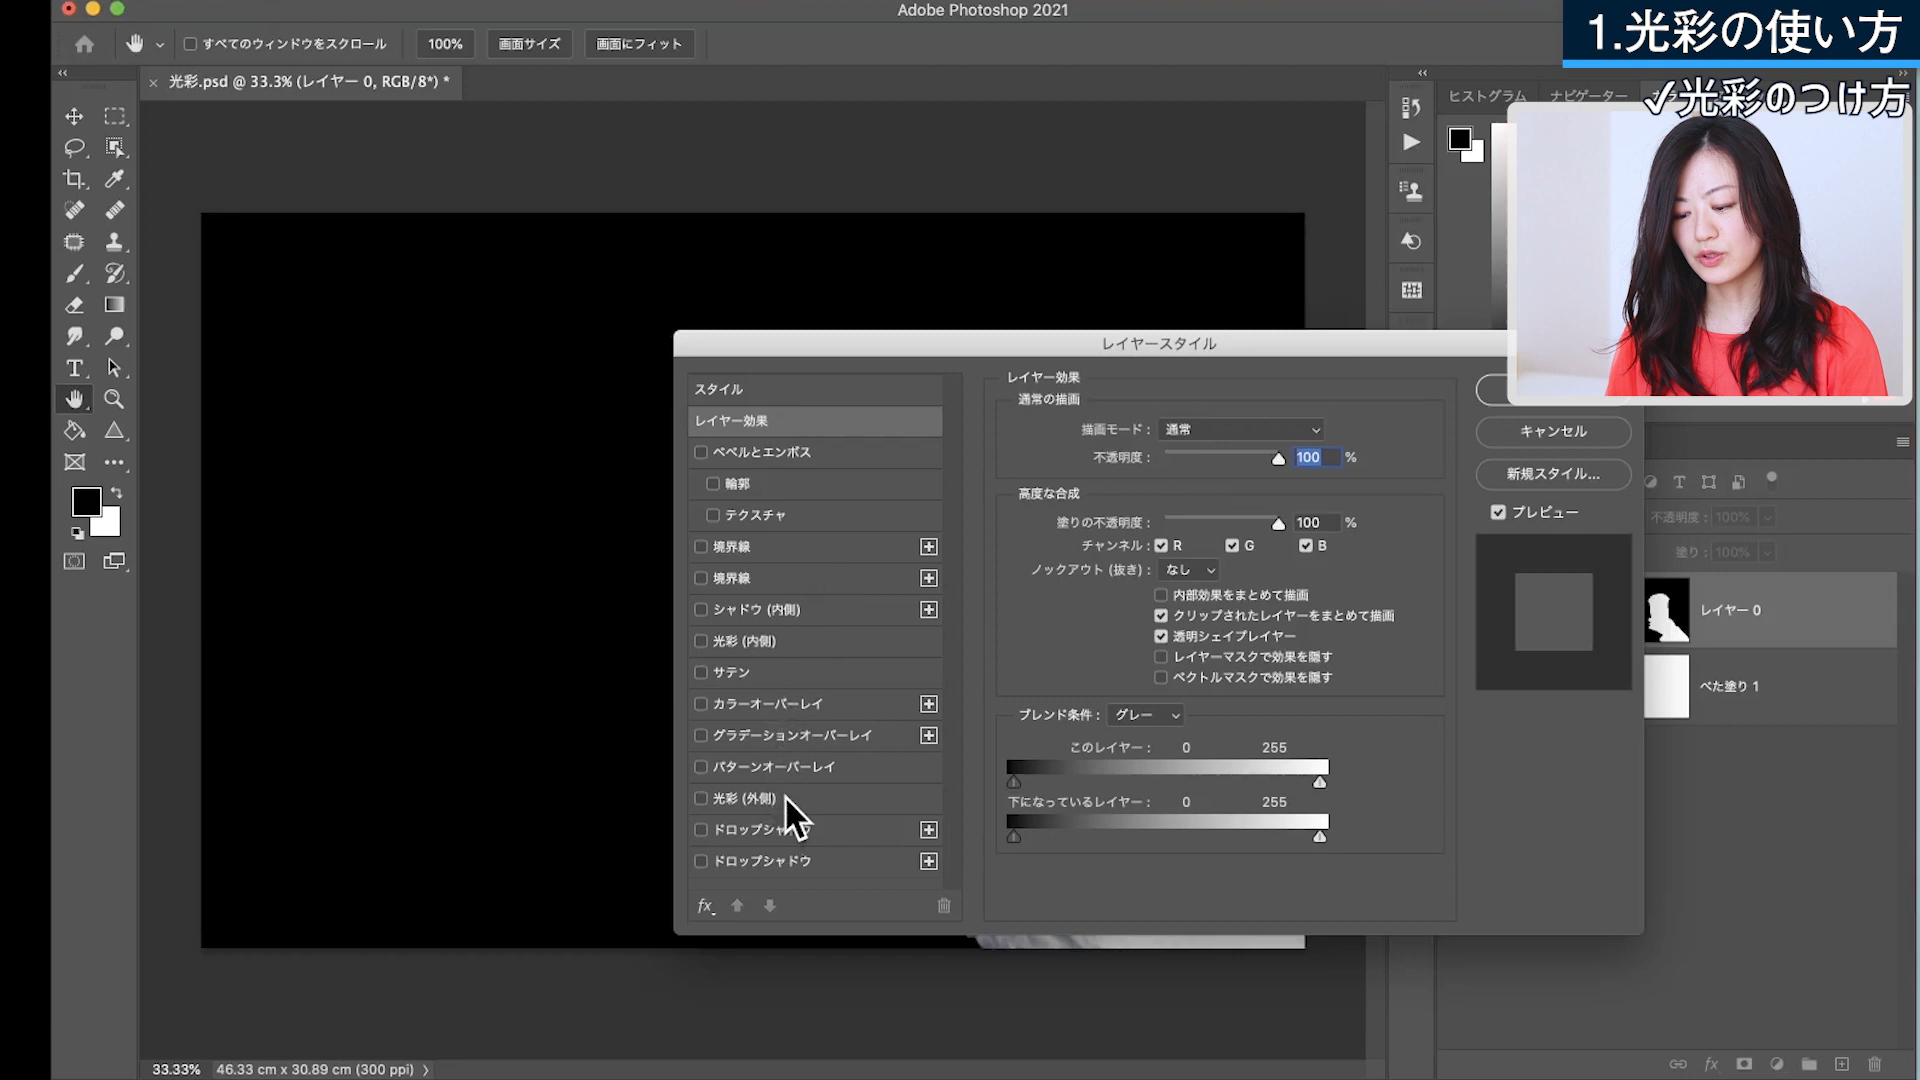 Adobe Photoshop 2021
1.光彩の使い方
✓光彩のつけ方
すべてのウィンドウをスクロール
100%
画面サイズ
画面にフィット
× 光彩.psd @ 33.3% (レイヤー 0, RGB/8*) *
ヒストグラム
ナビゲーター
レイヤースタイル
スタイル
レイヤー効果
ベベルとエンボス
輪郭
テクスチャ
境界線
境界線
シャドウ (内側)
光彩 (内側)
サテン
カラーオーバーレイ
グラデーションオーバーレイ
パターンオーバーレイ
光彩 (外側)
ドロップシャドウ
ドロップシャドウ
fx
レイヤー効果
通常の描画
描画モード： 通常
不透明度： 100 %
高度な合成
塗りの不透明度： 100 %
チャンネル： R G B
ノックアウト (抜き)： なし
内部効果をまとめて描画
クリップされたレイヤーをまとめて描画
透明シェイプレイヤー
レイヤーマスクで効果を隠す
ベクトルマスクで効果を隠す
ブレンド条件： グレー
このレイヤー： 0 255
下になっているレイヤー： 0 255
キャンセル
新規スタイル...
プレビュー
不透明度： 100%
塗り： 100%
レイヤー 0
べた塗り 1
fx
33.33% 46.33 cm x 30.89 cm (300 ppi)